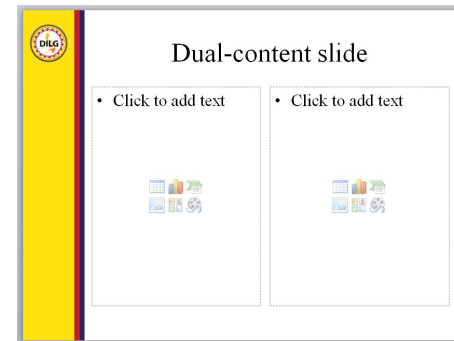 DILG
Dual-content slide
• Click to add text
• Click to add text